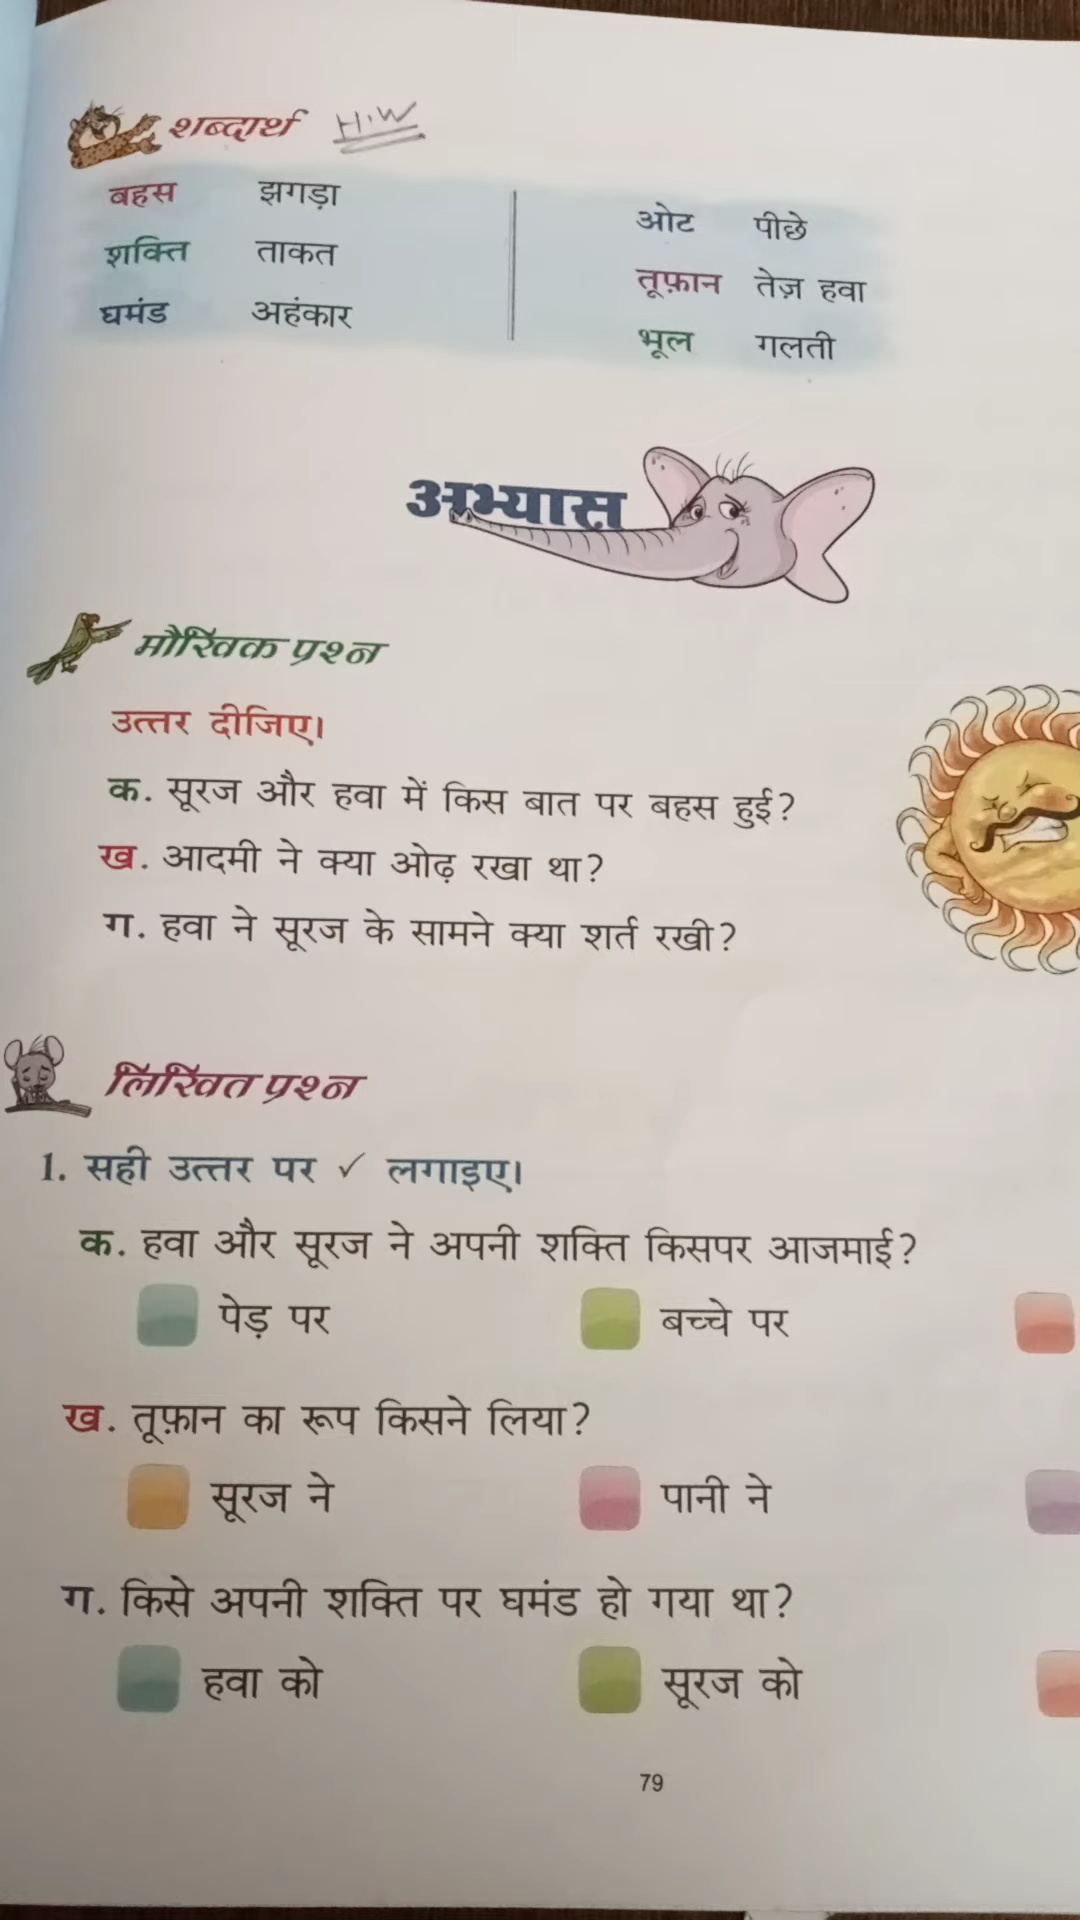 शब्दार्थ H.W
बहस झगड़ा
शक्ति ताकत
घमंड अहंकार
ओट पीछे
तूफ़ान तेज़ हवा
भूल गलती
अभ्यास
मौखिक प्रश्न
उत्तर दीजिए।
क. सूरज और हवा में किस बात पर बहस हुई?
ख. आदमी ने क्या ओढ़ रखा था?
ग. हवा ने सूरज के सामने क्या शर्त रखी?
लिखित प्रश्न
1. सही उत्तर पर ✓ लगाइए।
क. हवा और सूरज ने अपनी शक्ति किसपर आजमाई?
पेड़ पर बच्चे पर
ख. तूफ़ान का रूप किसने लिया?
सूरज ने पानी ने
ग. किसे अपनी शक्ति पर घमंड हो गया था?
हवा को सूरज को
79